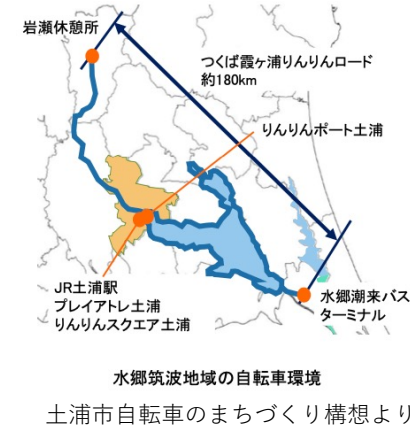 岩瀬休憩所
つくば霞ヶ浦りんりんロード
約180km
りんりんポート土浦
JR土浦駅
プレイアトレ土浦
りんりんスクエア土浦
水郷潮来バス
ターミナル
水郷筑波地域の自転車環境
土浦市自転車のまちづくり構想より